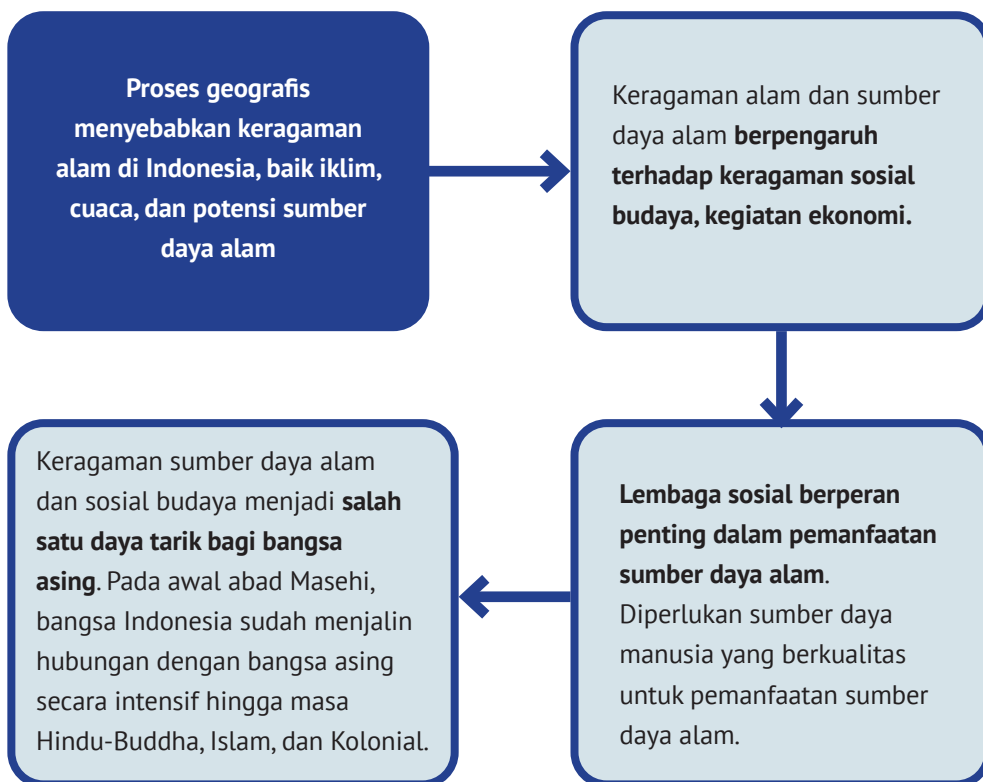 Proses geografis
menyebabkan keragaman
alam di Indonesia, baik iklim,
cuaca, dan potensi sumber
daya alam
Keragaman alam dan sumber
daya alam berpengaruh
terhadap keragaman sosial
budaya, kegiatan ekonomi.
Lembaga sosial berperan
penting dalam pemanfaatan
sumber daya alam.
Diperlukan sumber daya
manusia yang berkualitas
untuk pemanfaatan sumber
daya alam.
Keragaman sumber daya alam
dan sosial budaya menjadi salah
satu daya tarik bagi bangsa
asing. Pada awal abad Masehi,
bangsa Indonesia sudah menjalin
hubungan dengan bangsa asing
secara intensif hingga masa
Hindu-Buddha, Islam, dan Kolonial.